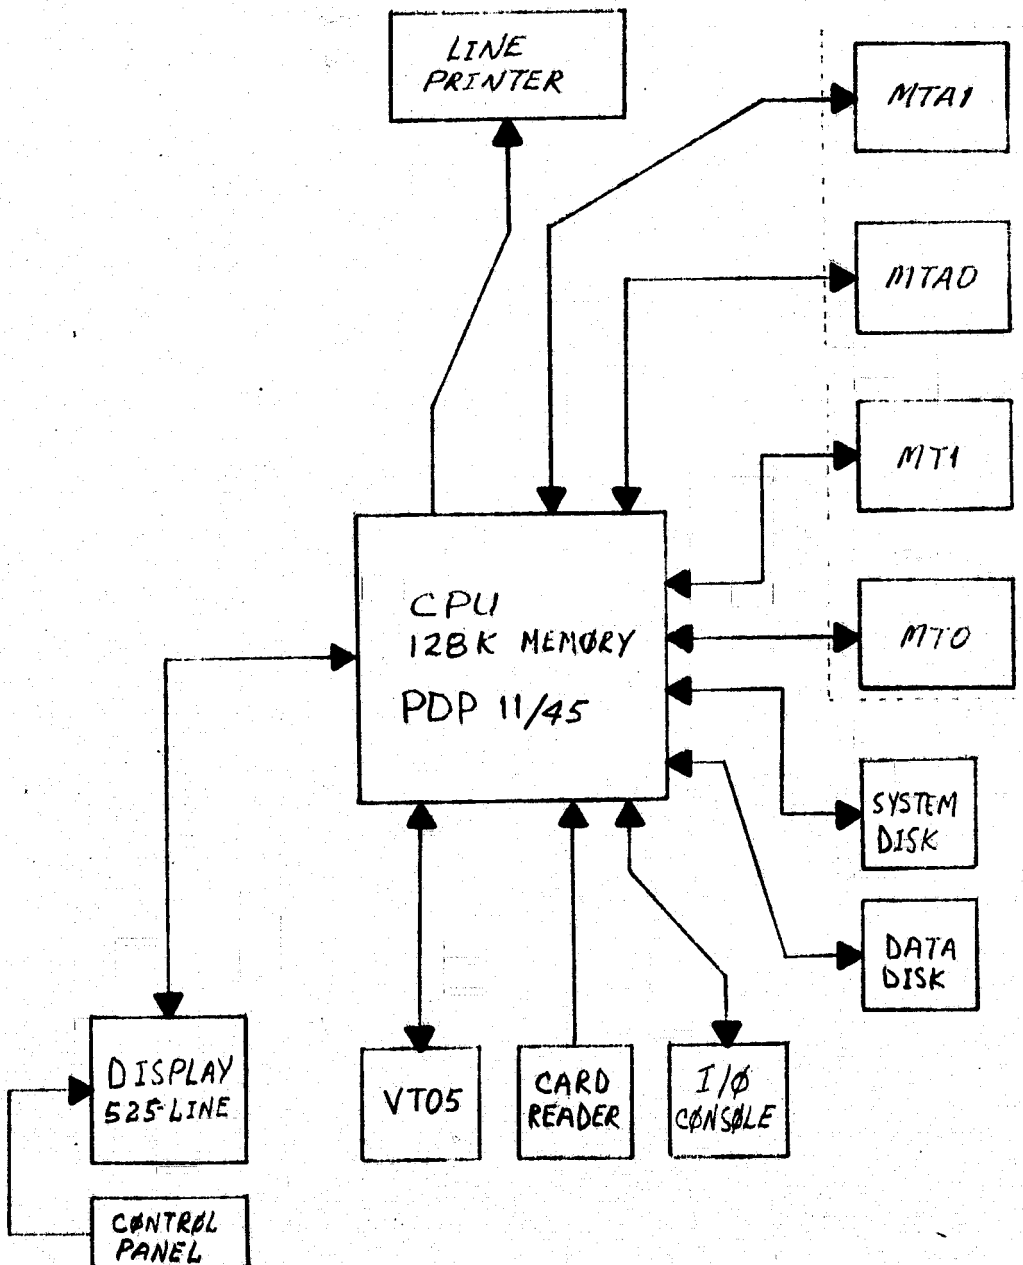 LINE
PRINTER
MTA1
MTA0
MT1
CPU
128K MEMØRY
PDP 11/45
MT0
SYSTEM
DISK
DATA
DISK
DISPLAY
525-LINE
VT05
CARD
READER
I/Ø
CØNSØLE
CØNTRØL
PANEL